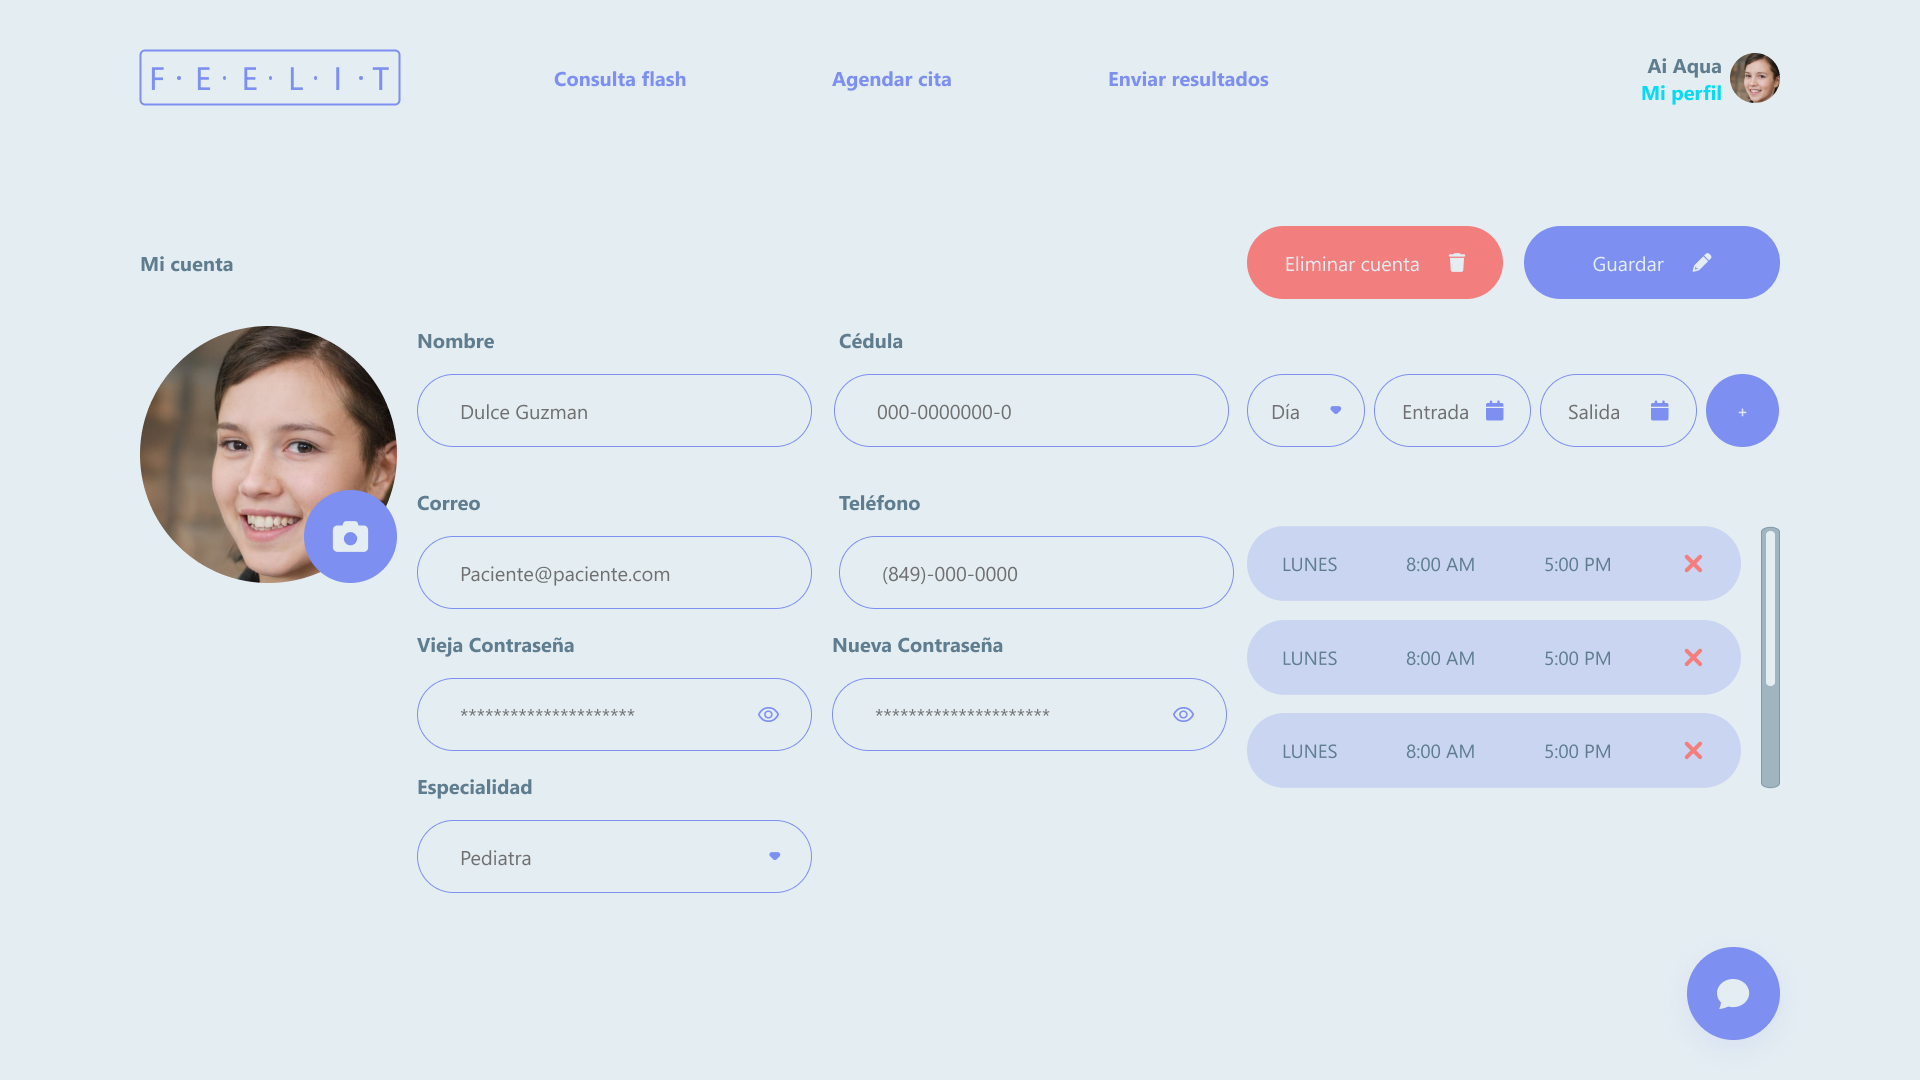 F·E·E·L·I·T
Consulta flash
Agendar cita
Enviar resultados
Ai Aqua
Mi perfil
Mi cuenta
Eliminar cuenta
Guardar
Nombre
Cédula
Dulce Guzman
000-0000000-0
Día
Entrada
Salida
+
Correo
Teléfono
Paciente@paciente.com
(849)-000-0000
LUNES 8:00 AM 5:00 PM
Vieja Contraseña
Nueva Contraseña
LUNES 8:00 AM 5:00 PM
*********************
*********************
LUNES 8:00 AM 5:00 PM
Especialidad
Pediatra